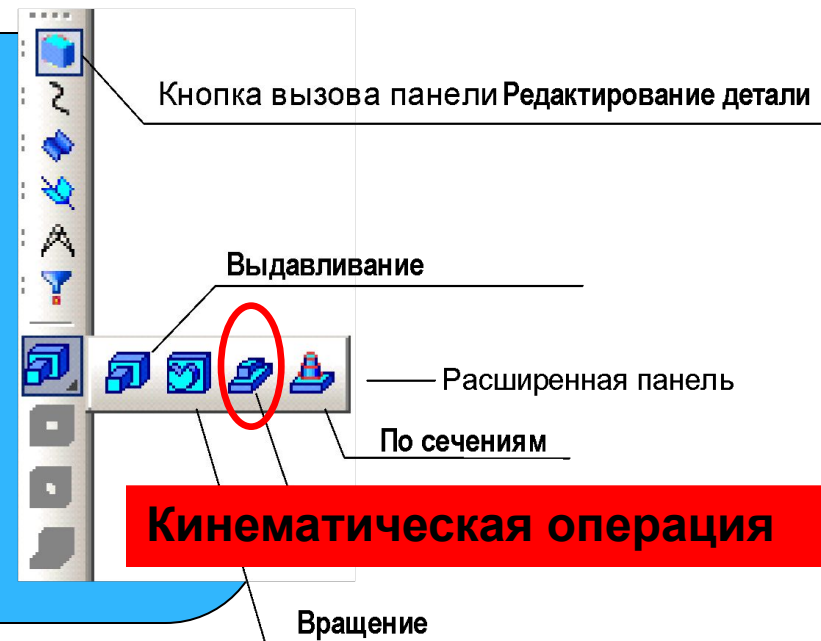 Кнопка вызова панели Редактирование детали
Выдавливание
Расширенная панель
По сечениям
Кинематическая операция
Вращение